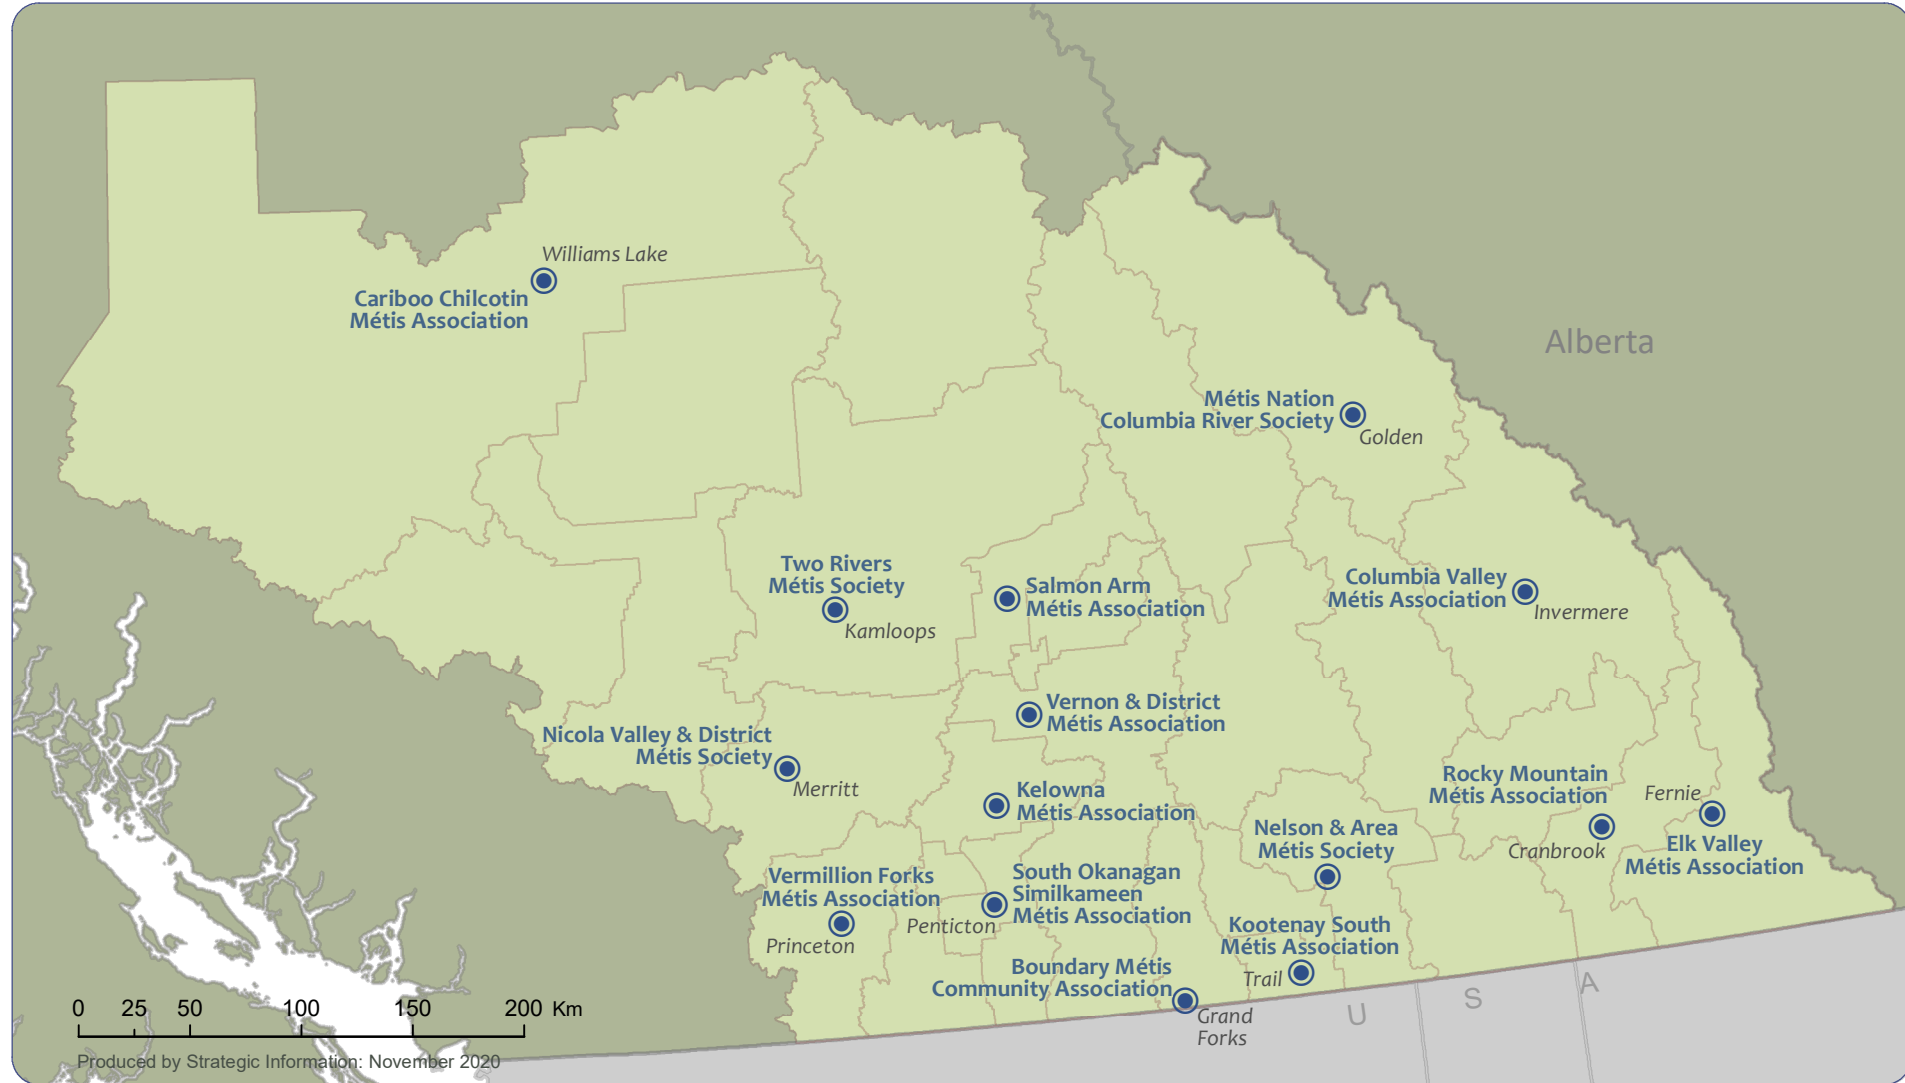 Williams Lake
Cariboo Chilcotin
Métis Association
Alberta
Métis Nation
Columbia River Society
Golden
Two Rivers
Métis Society
Kamloops
Salmon Arm
Métis Association
Columbia Valley
Métis Association
Invermere
Vernon & District
Métis Association
Nicola Valley & District
Métis Society
Merritt
Kelowna
Métis Association
Rocky Mountain
Métis Association
Cranbrook
Fernie
Elk Valley
Métis Association
Nelson & Area
Métis Society
Vermillion Forks
Métis Association
Princeton
South Okanagan
Similkameen
Métis Association
Penticton
Kootenay South
Métis Association
Trail
Boundary Métis
Community Association
Grand
Forks
U S A
0 25 50 100 150 200 Km
Produced by Strategic Information: November 2020